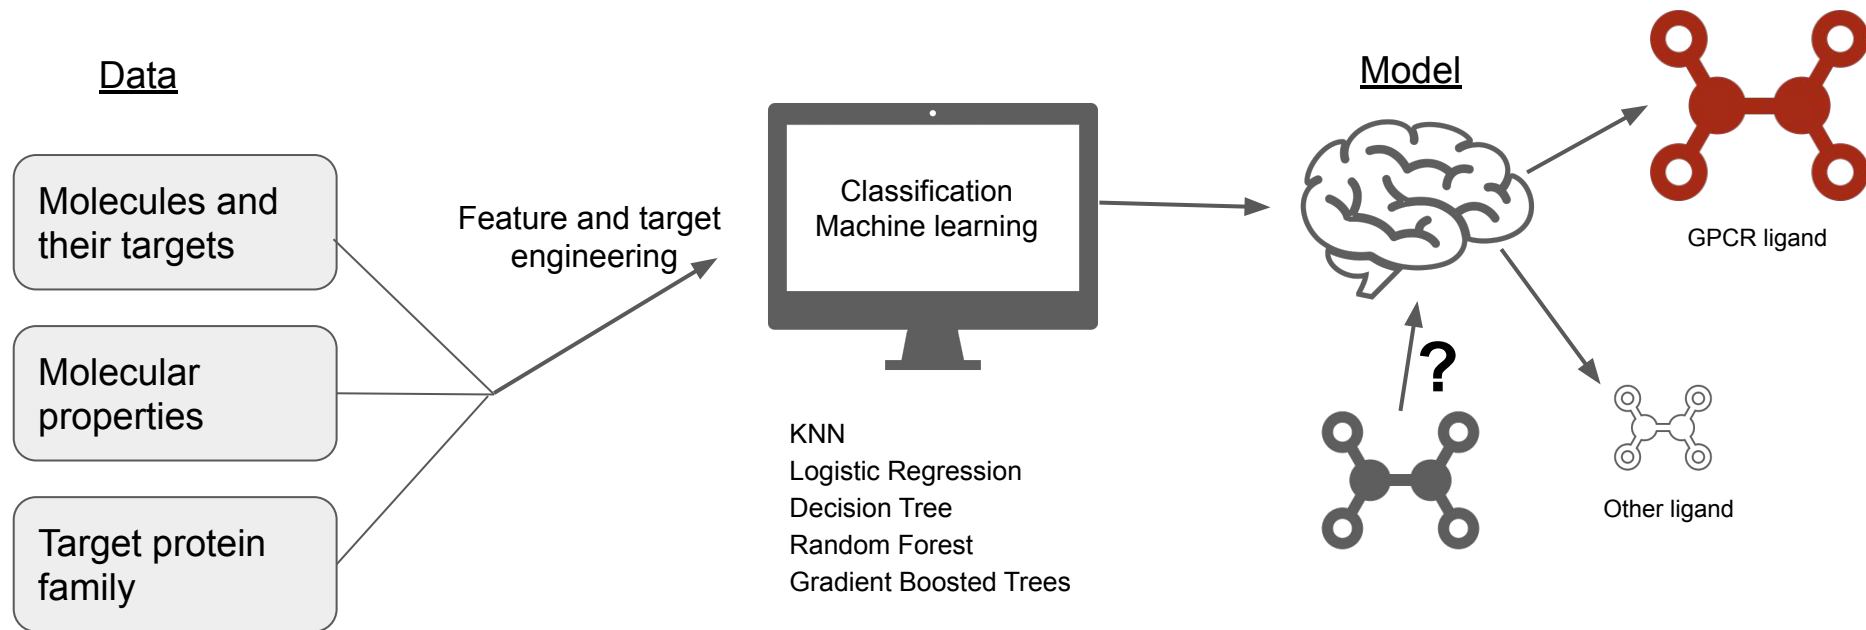 Data
Molecules and
their targets
Molecular
properties
Target protein
family
Feature and target
engineering
Classification
Machine learning
KNN
Logistic Regression
Decision Tree
Random Forest
Gradient Boosted Trees
Model
?
GPCR ligand
Other ligand